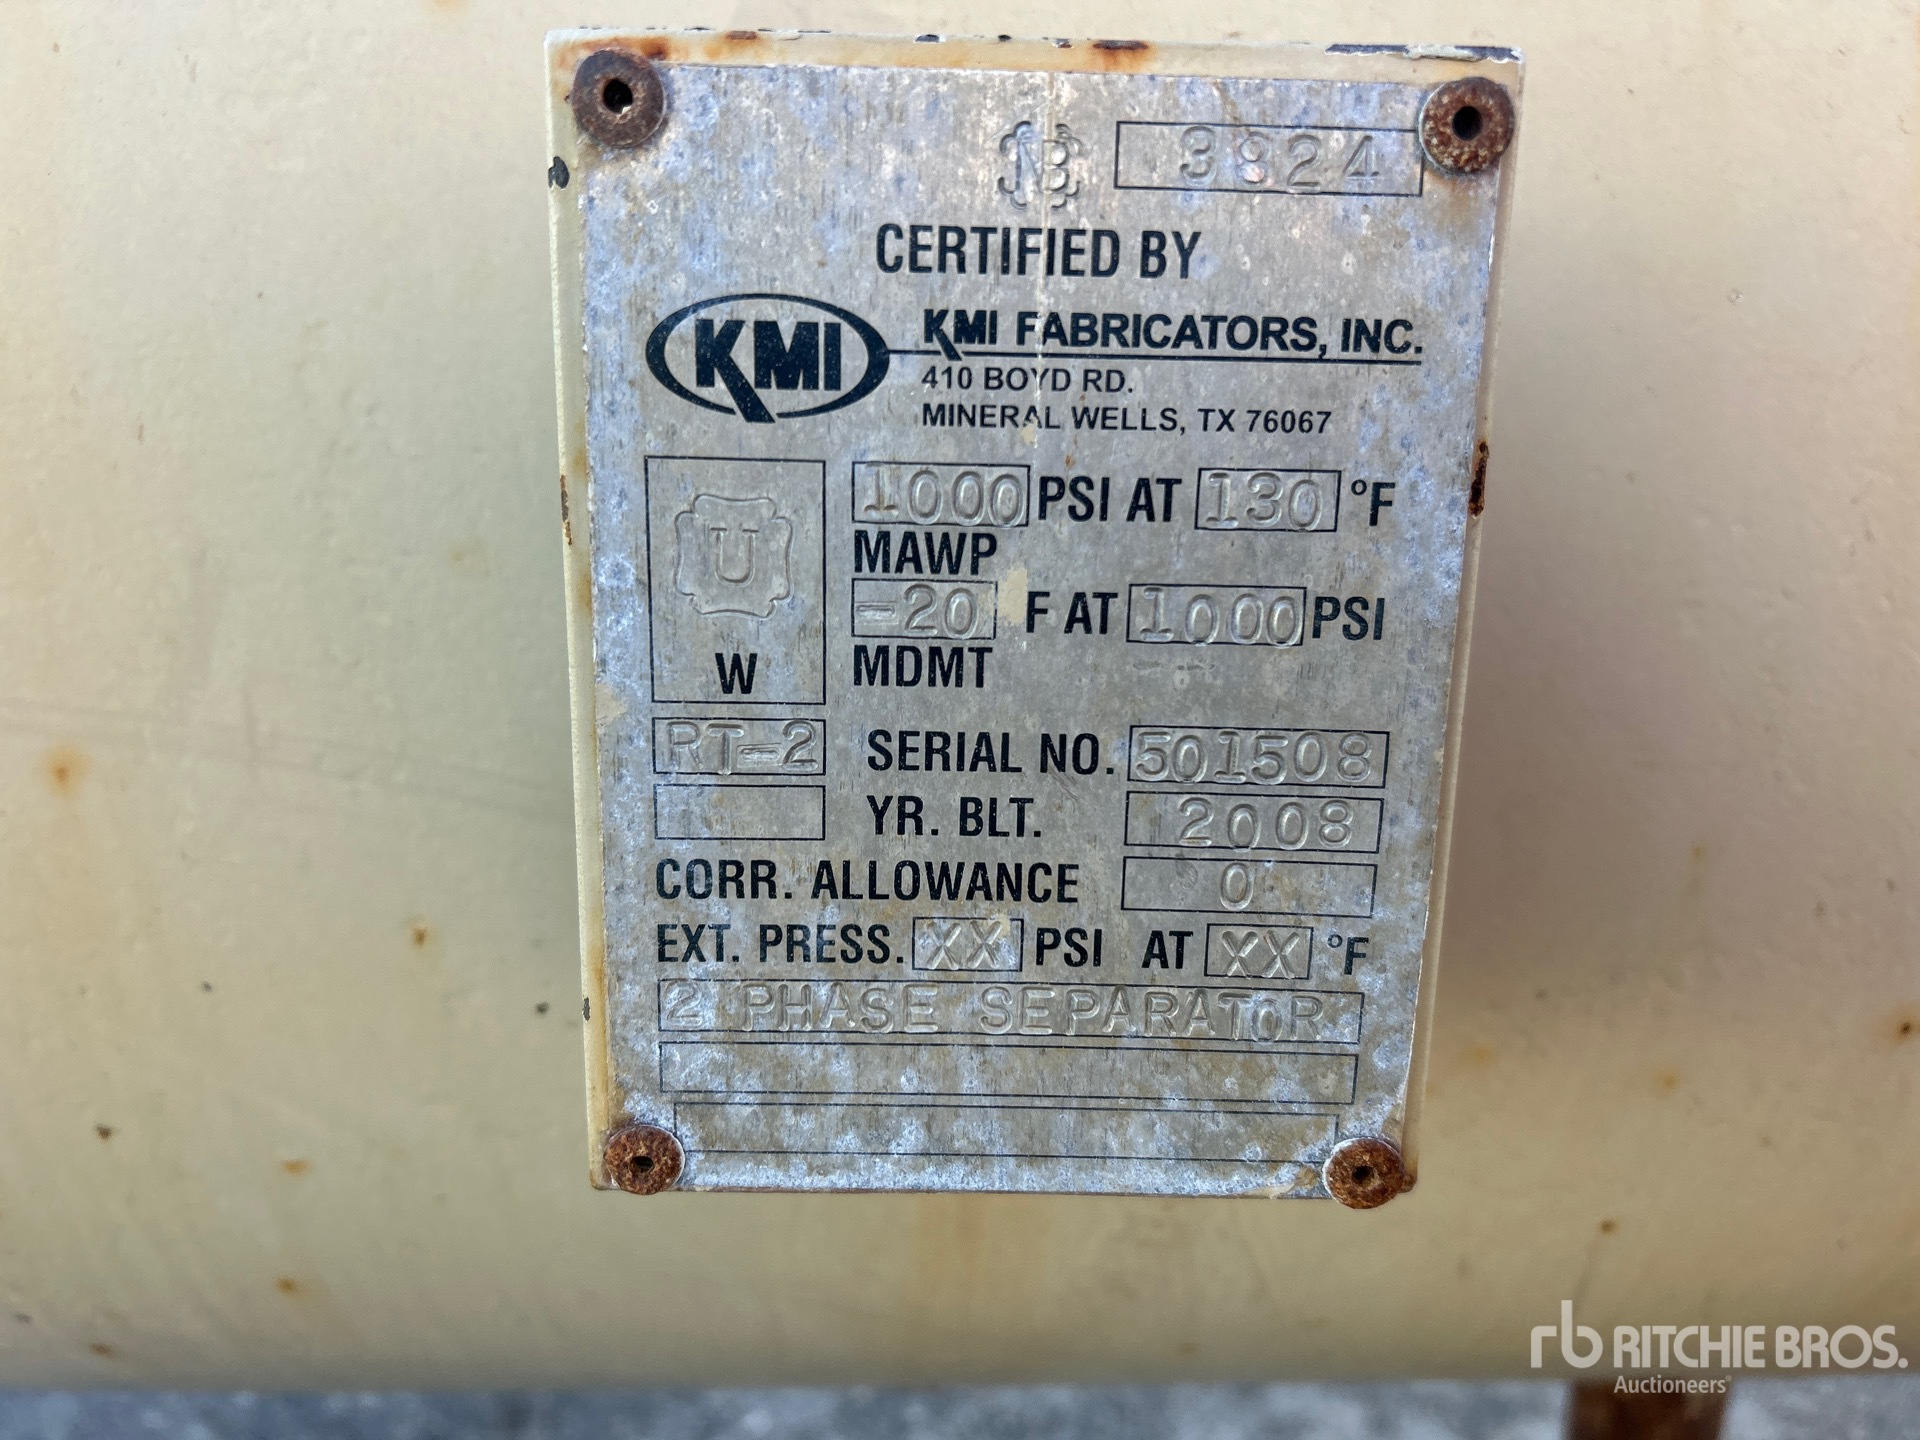 NB 3824
CERTIFIED BY
KMI KMI FABRICATORS, INC.
410 BOYD RD.
MINERAL WELLS, TX 76067
1000 PSI AT 130 °F
MAWP
U
-20 F AT 1000 PSI
MDMT
W
RT-2 SERIAL NO. 501508
YR. BLT. 2008
CORR. ALLOWANCE 0
EXT. PRESS. XX PSI AT XX °F
2 PHASE SEPARATOR
rb RITCHIE BROS.
Auctioneers